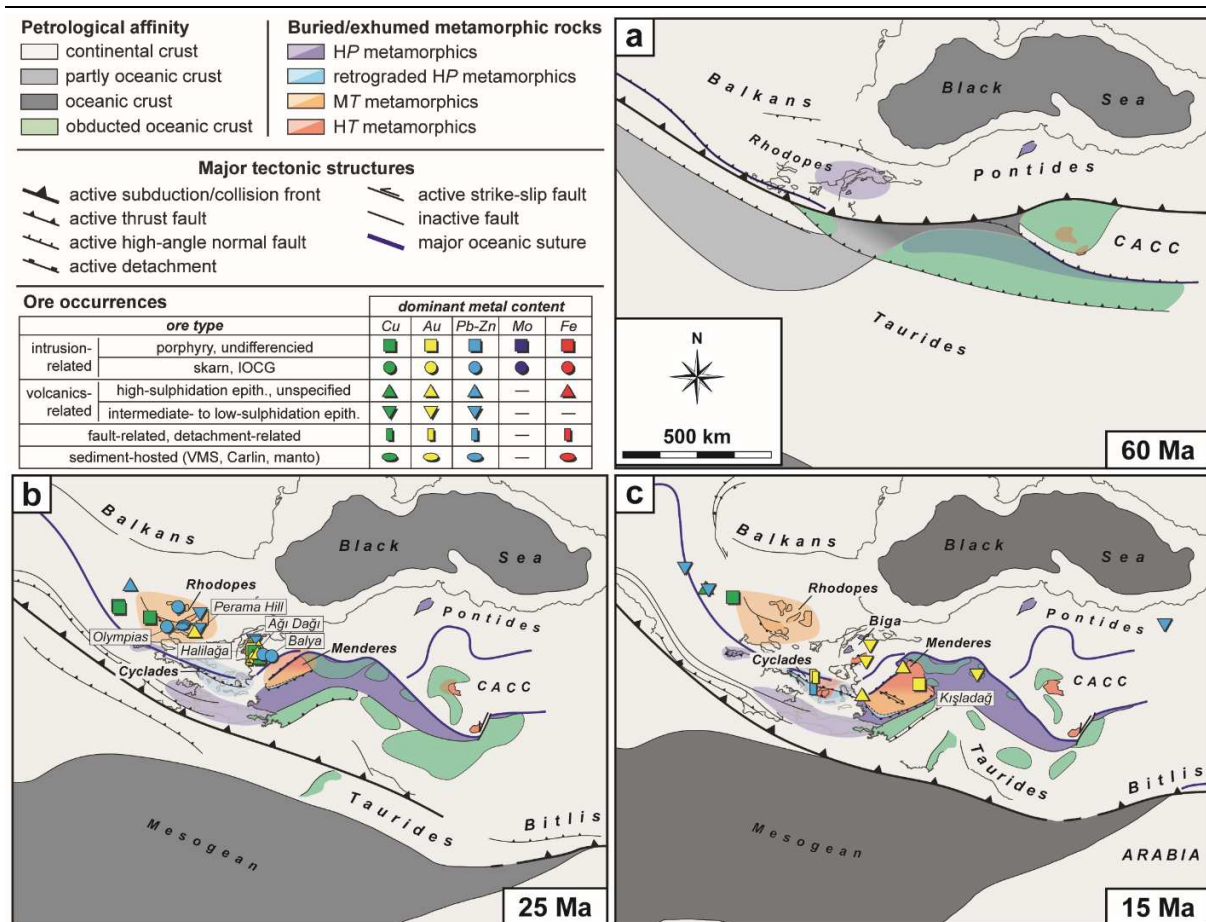 Petrological affinity
continental crust
partly oceanic crust
oceanic crust
obducted oceanic crust
Buried/exhumed metamorphic rocks
HP metamorphics
retrograded HP metamorphics
MT metamorphics
HT metamorphics
Major tectonic structures
active subduction/collision front
active thrust fault
active high-angle normal fault
active detachment
active strike-slip fault
inactive fault
major oceanic suture
Ore occurrences
dominant metal content
ore type Cu Au Pb-Zn Mo Fe
intrusion-related
porphyry, undifferencied
skarn, IOCG
volcanics-related
high-sulphidation epith., unspecified —
intermediate- to low-sulphidation epith. — —
fault-related, detachment-related —
sediment-hosted (VMS, Carlin, manto) —
a
Balkans
Black Sea
Rhodopes
Pontides
CACC
Taurides
N
500 km
60 Ma
b
Balkans
Black Sea
Rhodopes
Perama Hill
Ağı Dağı
Balya
Olympias
Halilağa
Pontides
Menderes
Cyclades
CACC
Taurides
Bitlis
Mesogean
25 Ma
c
Balkans
Black Sea
Rhodopes
Pontides
Biga
Menderes
Cyclades
CACC
Kışladağ
Taurides
Bitlis
Mesogean
ARABIA
15 Ma